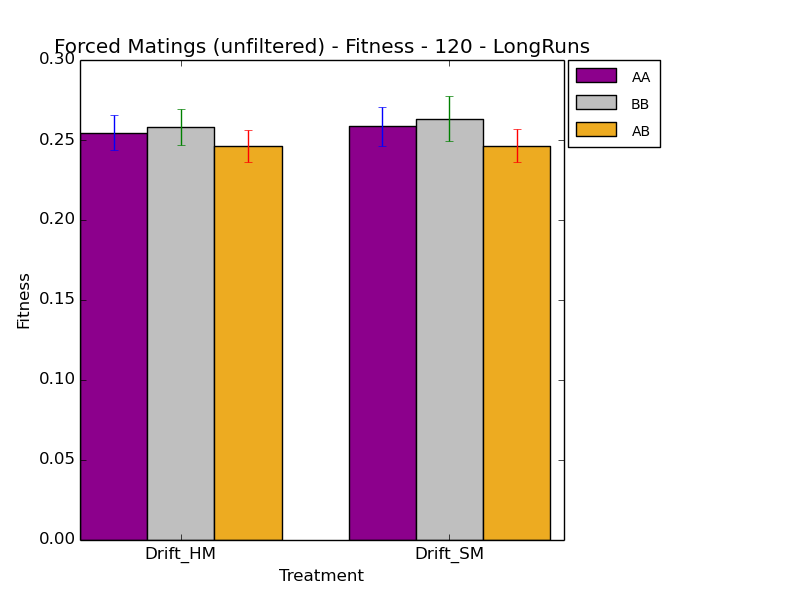 Forced Matings (unfiltered) - Fitness - 120 - LongRuns
0.30
0.25
0.20
0.15
0.10
0.05
0.00
Fitness
Drift_HM
Drift_SM
Treatment
AA
BB
AB